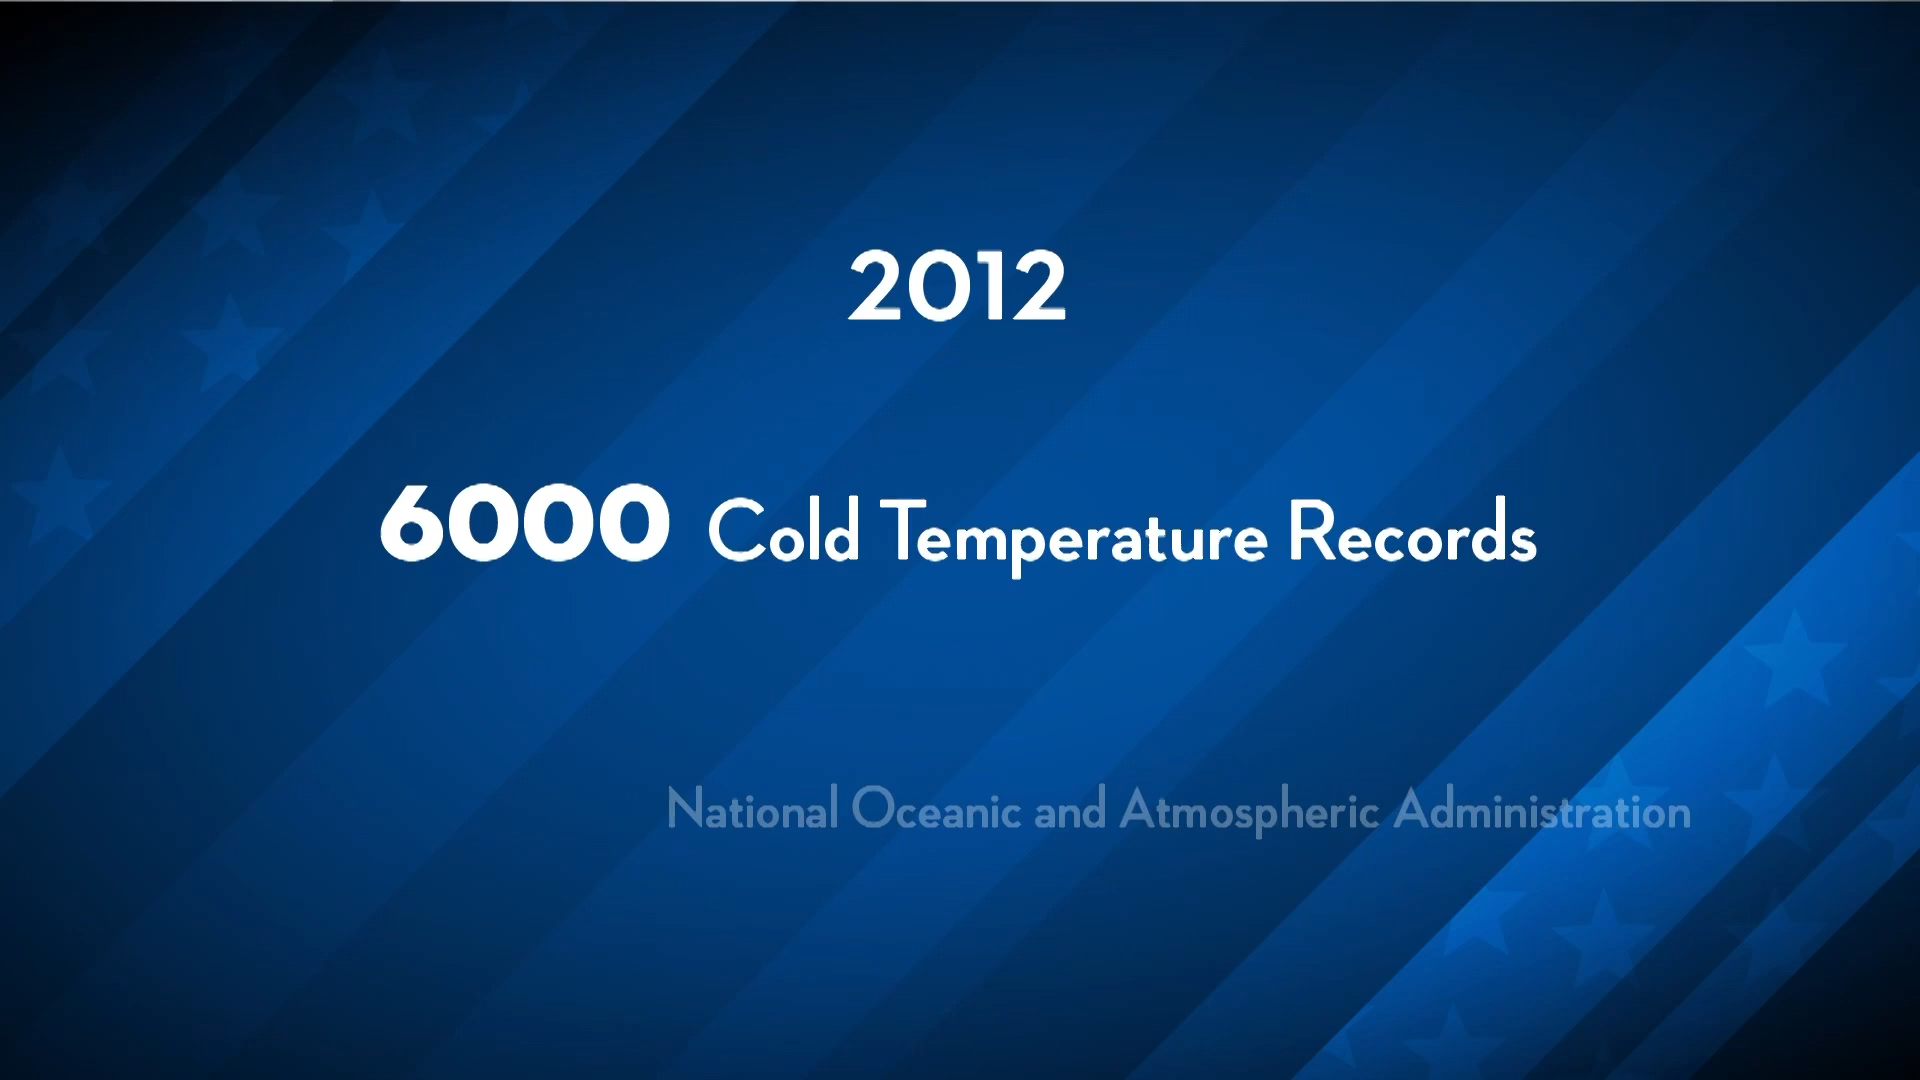 2012
6000 Cold Temperature Records
National Oceanic and Atmospheric Administration